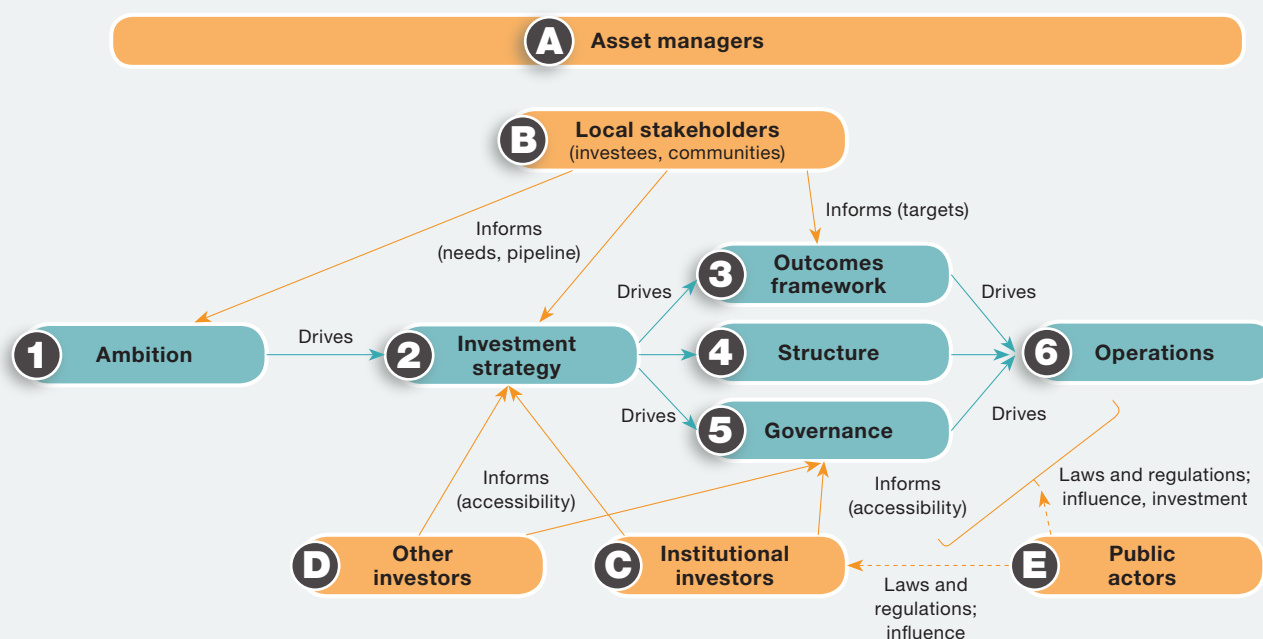 A Asset managers
B Local stakeholders
(investees, communities)
Informs
(needs, pipeline)
Informs (targets)
3 Outcomes
framework
Drives
Drives
1 Ambition
Drives
2 Investment
strategy
4 Structure
6 Operations
Drives
5 Governance
Drives
Informs
(accessibility)
Informs
(accessibility)
Laws and regulations;
influence, investment
D Other
investors
C Institutional
investors
E Public
actors
Laws and
regulations;
influence